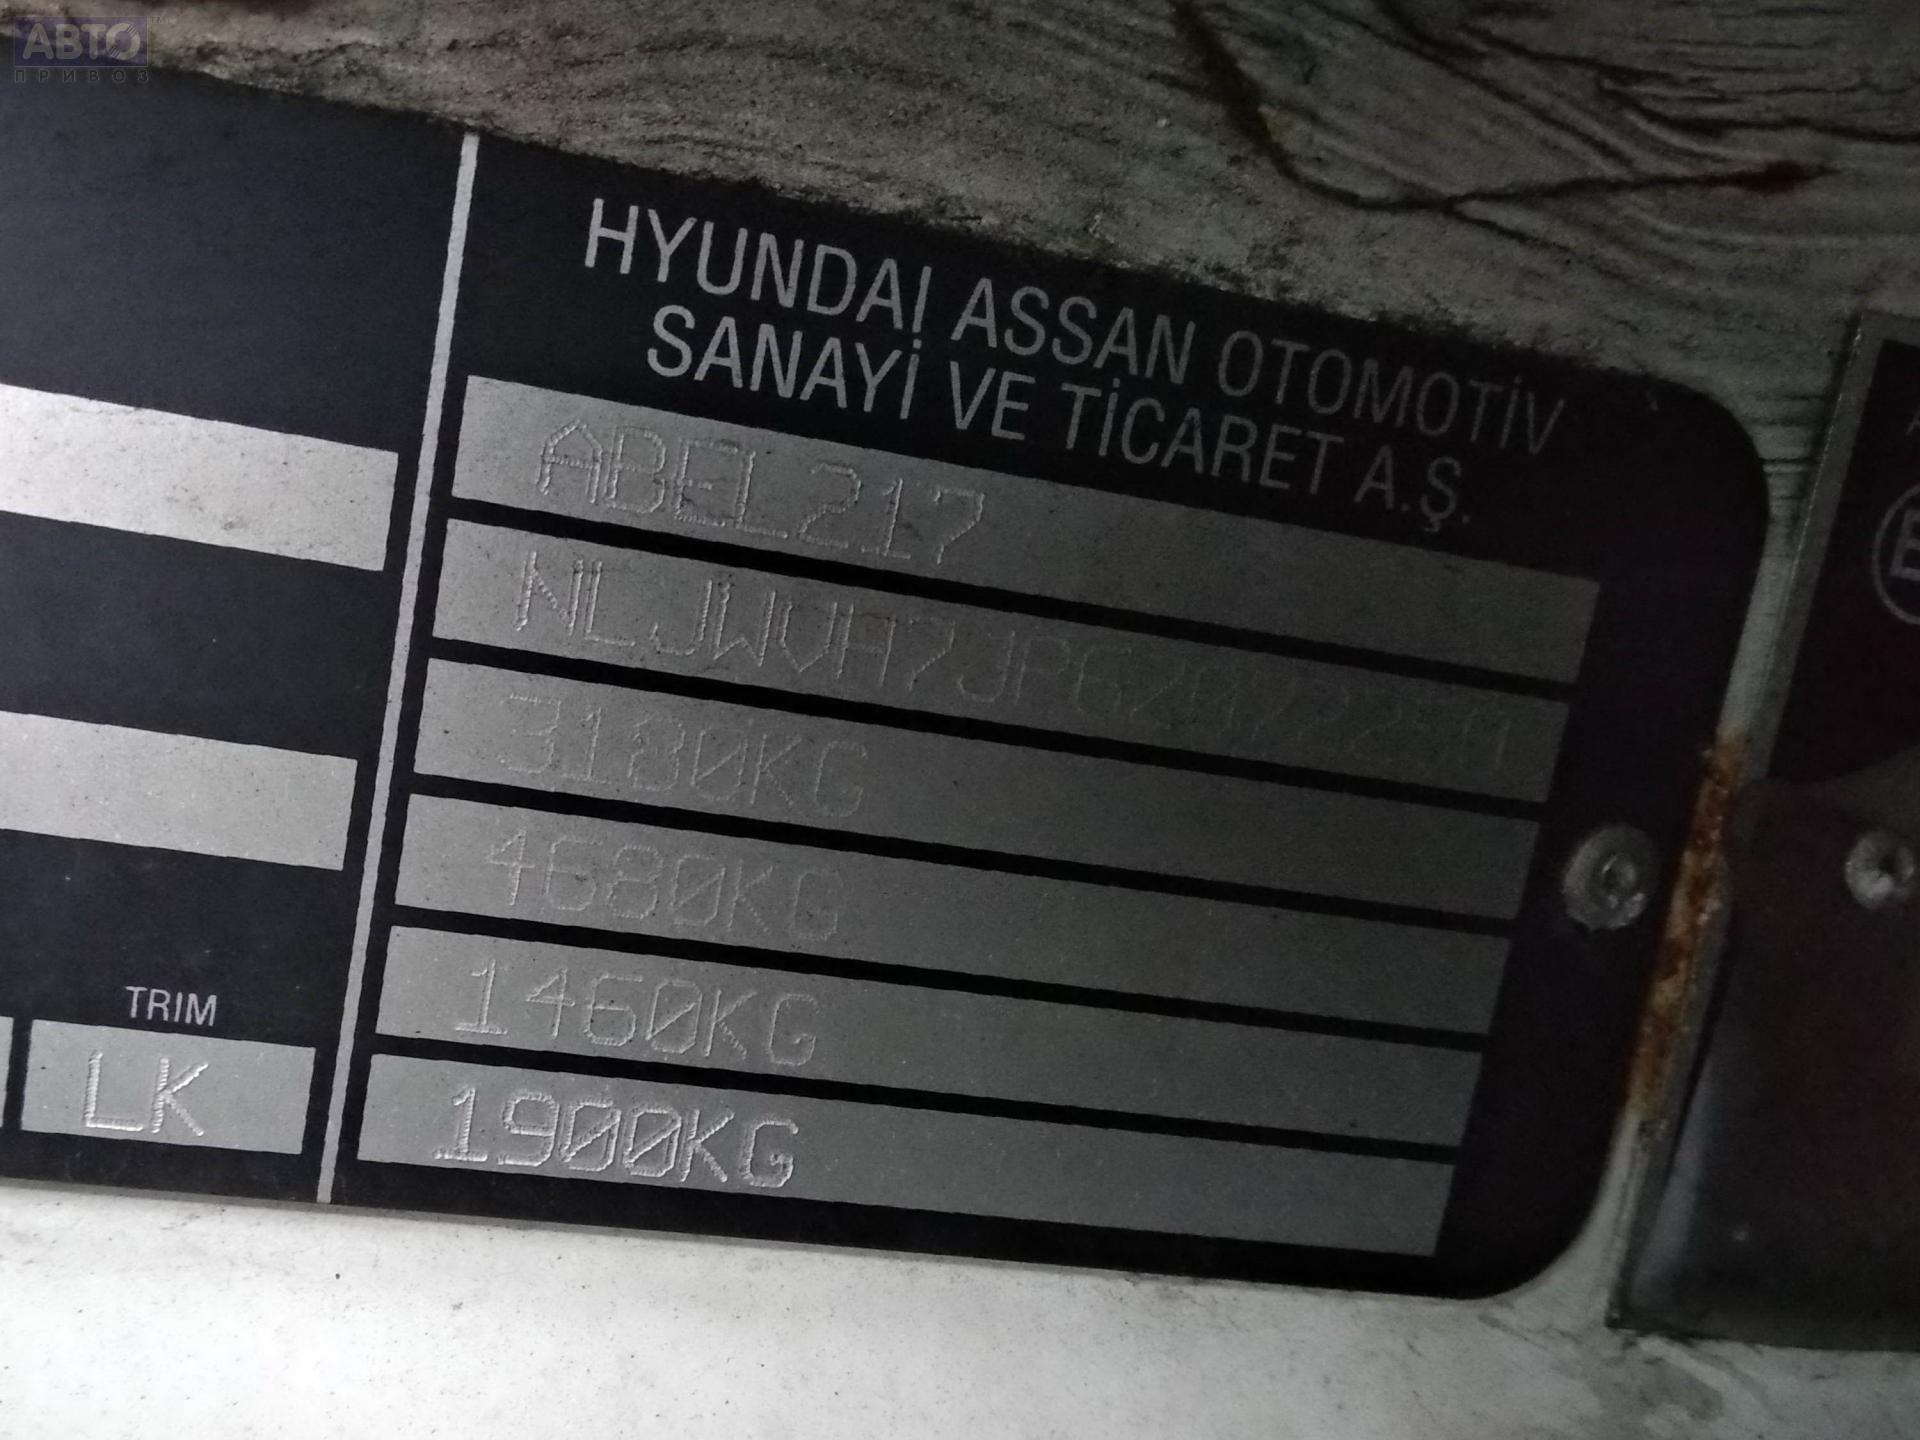 АВТО
ПРИВОЗ
HYUNDAİ ASSAN OTOMOTİV
SANAYİ VE TİCARET A.Ş.
ABEL217
3180KG
4680KG
1460KG
1900KG
TRIM
LK